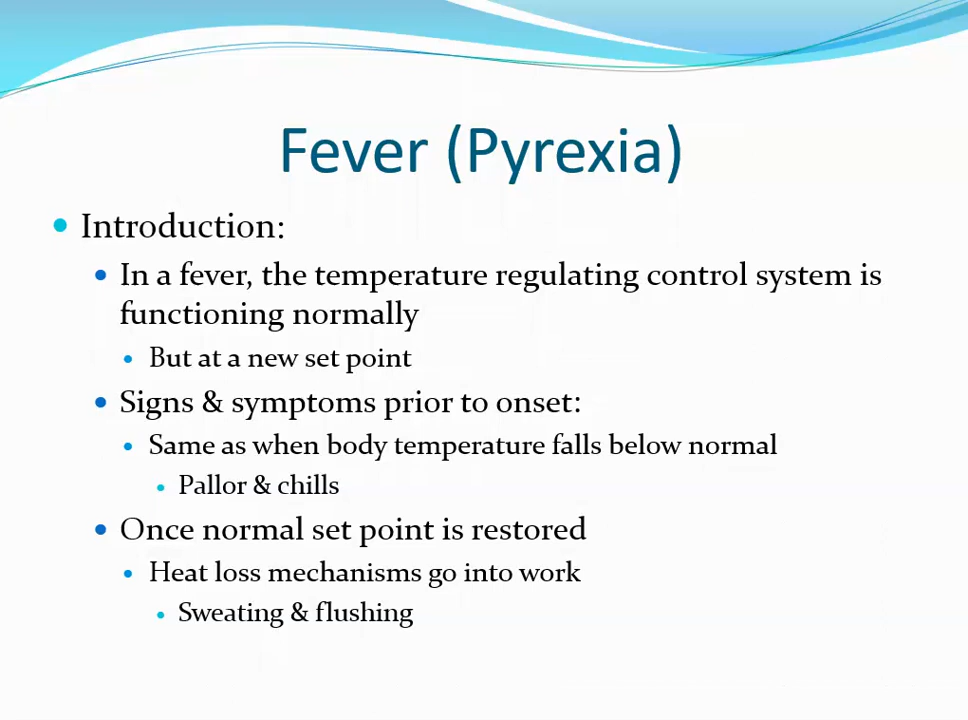 Fever (Pyrexia)
Introduction:
In a fever, the temperature regulating control system is
functioning normally
But at a new set point
Signs & symptoms prior to onset:
Same as when body temperature falls below normal
Pallor & chills
Once normal set point is restored
Heat loss mechanisms go into work
Sweating & flushing